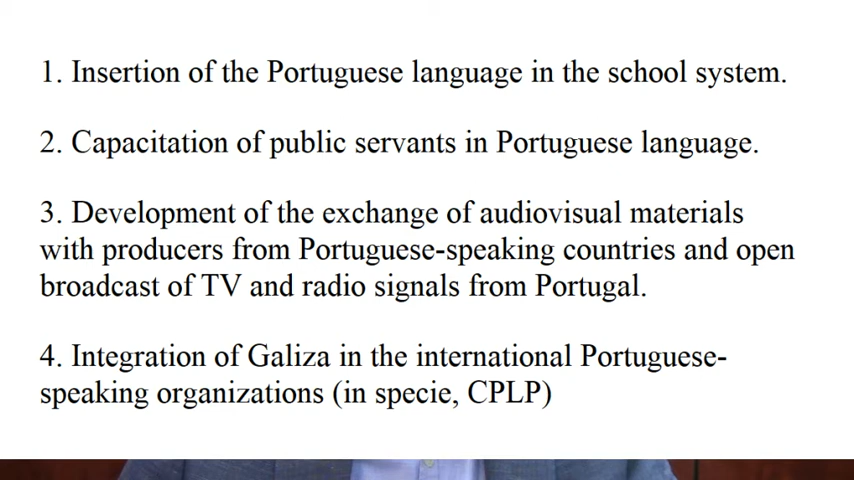 1. Insertion of the Portuguese language in the school system.
2. Capacitation of public servants in Portuguese language.
3. Development of the exchange of audiovisual materials
with producers from Portuguese-speaking countries and open
broadcast of TV and radio signals from Portugal.
4. Integration of Galiza in the international Portuguese-
speaking organizations (in specie, CPLP)